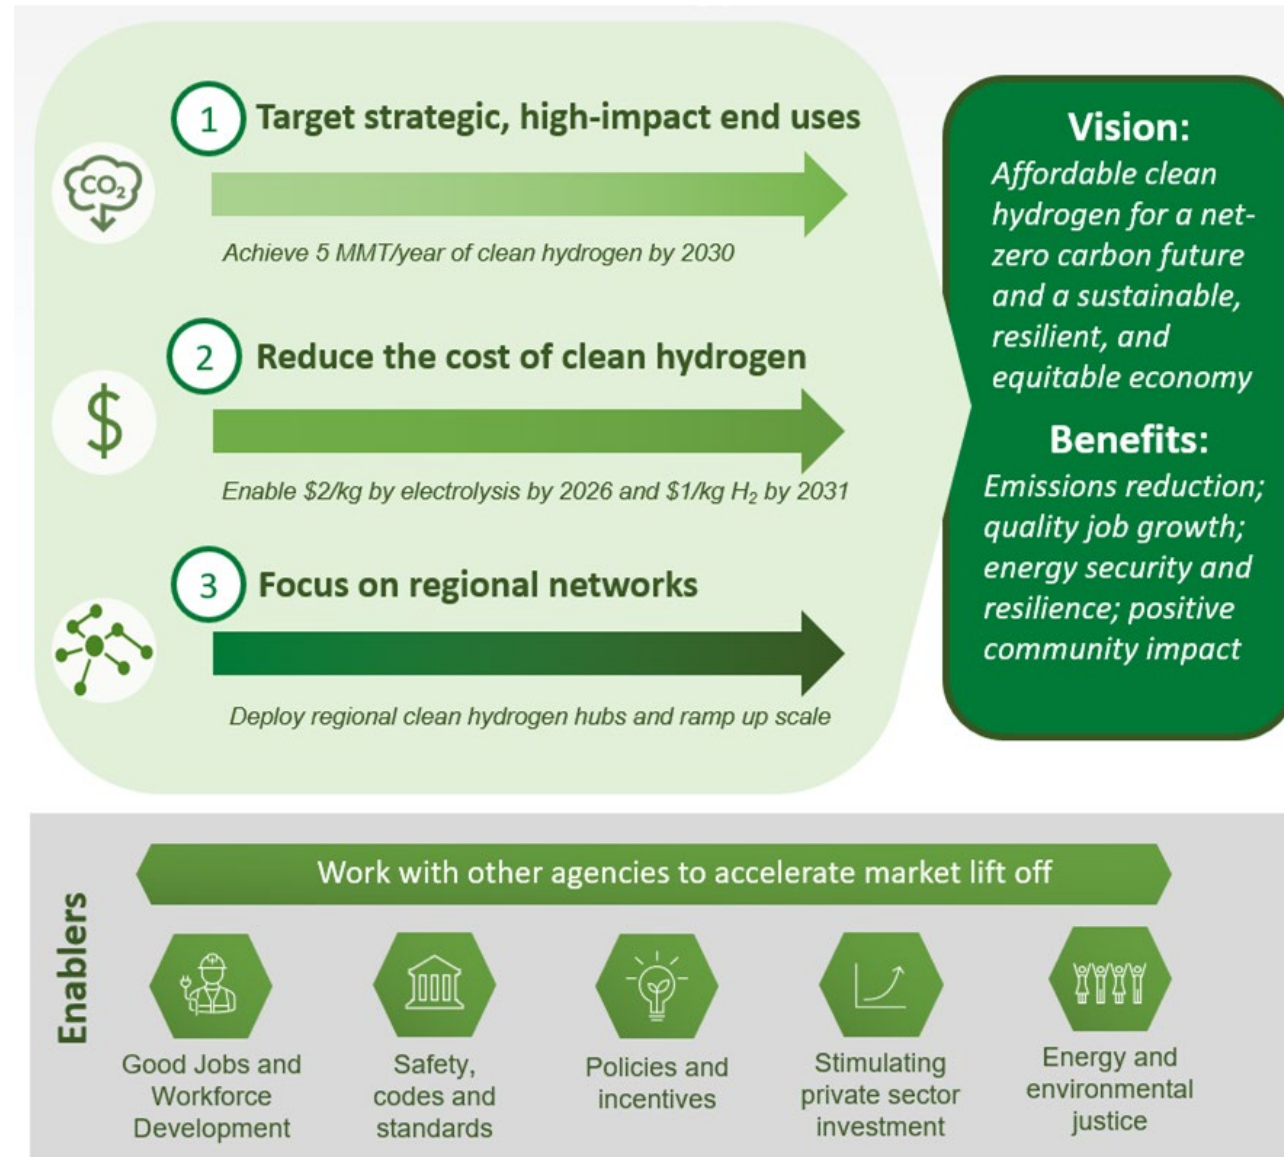 1
Target strategic, high-impact end uses
CO₂
Achieve 5 MMT/year of clean hydrogen by 2030
2
Reduce the cost of clean hydrogen
$
Enable $2/kg by electrolysis by 2026 and $1/kg H₂ by 2031
3
Focus on regional networks
Deploy regional clean hydrogen hubs and ramp up scale
Vision:
Affordable clean
hydrogen for a net-
zero carbon future
and a sustainable,
resilient, and
equitable economy
Benefits:
Emissions reduction;
quality job growth;
energy security and
resilience; positive
community impact
Enablers
Work with other agencies to accelerate market lift off
Good Jobs and
Workforce
Development
Safety,
codes and
standards
Policies and
incentives
Stimulating
private sector
investment
Energy and
environmental
justice